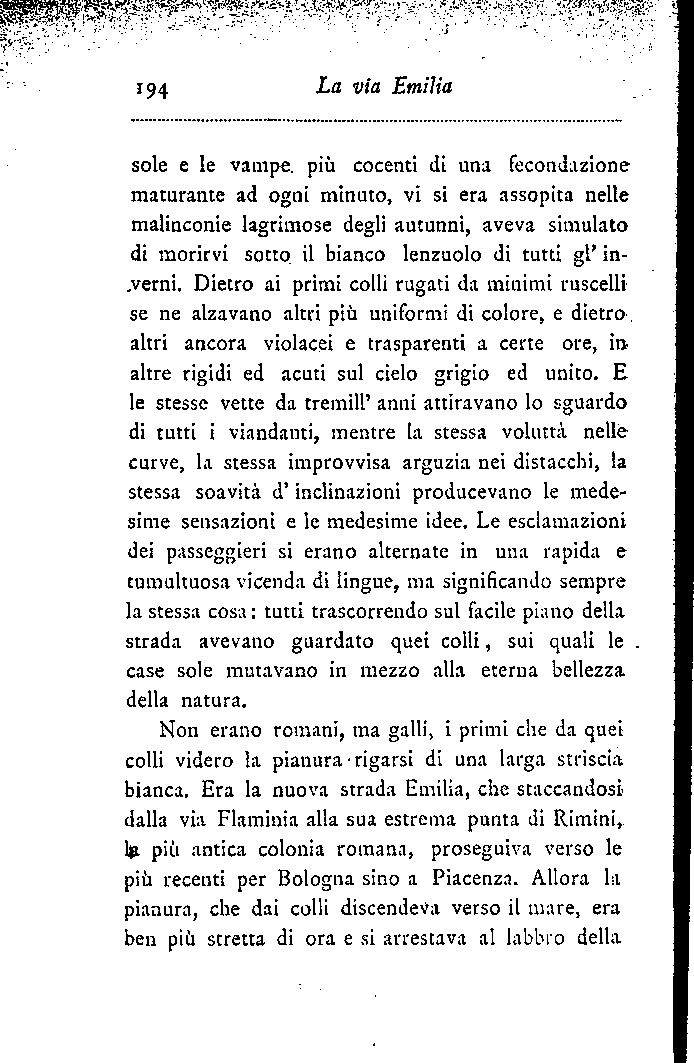 194 La via Emilia
sole e le vampe più cocenti di una fecondazione
maturante ad ogni minuto, vi si era assopita nelle
malinconie lagrimose degli autunni, aveva simulato
di morirvi sotto il bianco lenzuolo di tutti gl' in-
verni. Dietro ai primi colli rugati da minimi ruscelli
se ne alzavano altri più uniformi di colore, e dietro
altri ancora violacei e trasparenti a certe ore, in
altre rigidi ed acuti sul cielo grigio ed unito. E
le stesse vette da tremill' anni attiravano lo sguardo
di tutti i viandanti, mentre la stessa voluttà nelle
curve, la stessa improvvisa arguzia nei distacchi, la
stessa soavità d' inclinazioni producevano le mede-
sime sensazioni e le medesime idee. Le esclamazioni
dei passeggieri si erano alternate in una rapida e
tumultuosa vicenda di lingue, ma significando sempre
la stessa cosa: tutti trascorrendo sul facile piano della
strada avevano guardato quei colli, sui quali le
case sole mutavano in mezzo alla eterna bellezza
della natura.
Non erano romani, ma galli, i primi che da quei
colli videro la pianura rigarsi di una larga striscia
bianca. Era la nuova strada Emilia, che staccandosi
dalla via Flaminia alla sua estrema punta di Rimini,
la più antica colonia romana, proseguiva verso le
più recenti per Bologna sino a Piacenza. Allora la
pianura, che dai colli discendeva verso il mare, era
ben più stretta di ora e si arrestava al labbro della